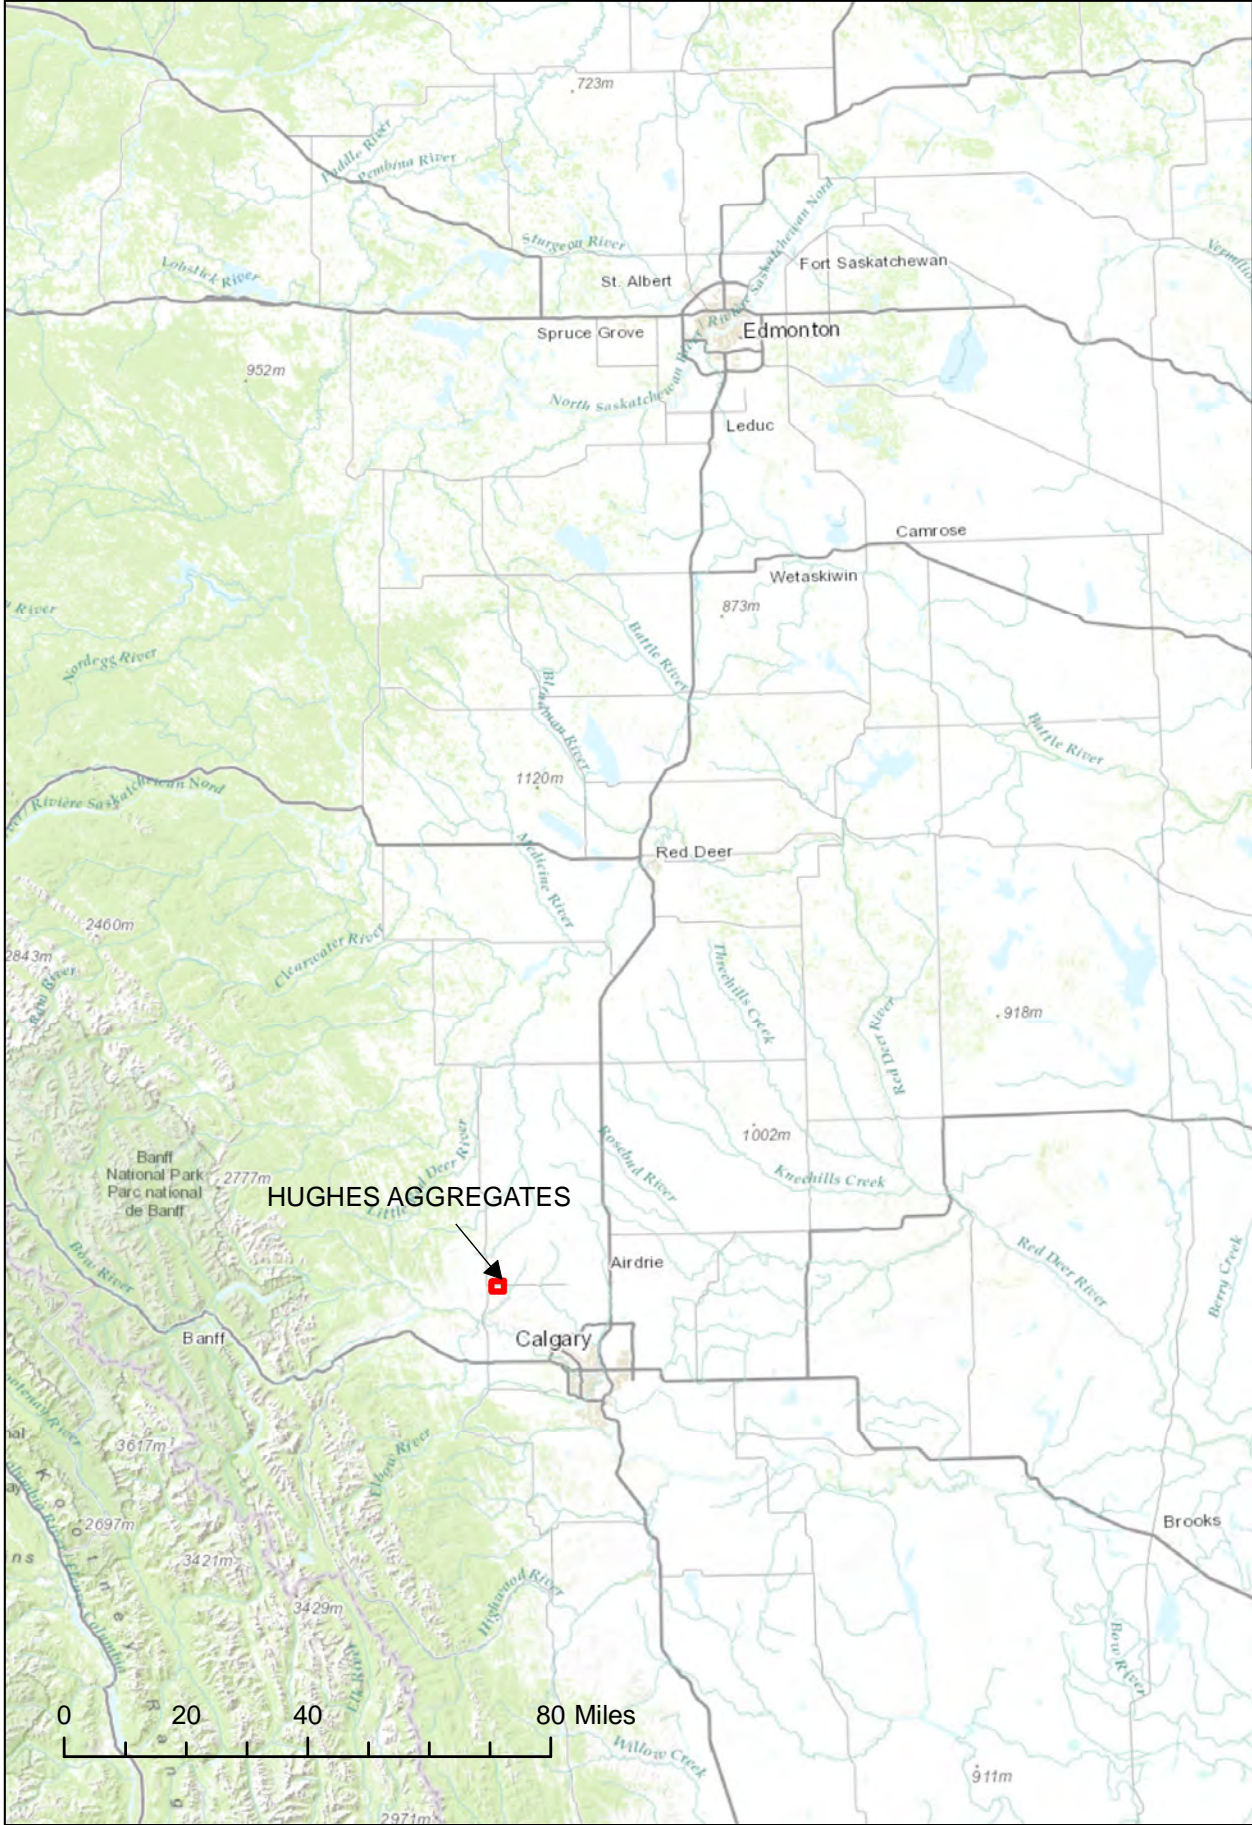 723m
Paddle River
Pembina River
Sturgeon River
Lobstick River
St. Albert
Fort Saskatchewan
Rivière Saskatchewan Nord
Spruce Grove
Edmonton
952m
North Saskatchewan River
Leduc
Camrose
Wetaskiwin
873m
River
Nordegg River
Battle River
Blindman River
Battle River
1120m
Rivière Saskatchewan Nord
Medicine River
Red Deer
2460m
2843m
Ram River
Clearwater River
Threehills Creek
Red Deer River
918m
1002m
Rosebud River
Kneehills Creek
Banff
National Park
Parc national
de Banff
2777m
Little Red Deer River
HUGHES AGGREGATES
Airdrie
Red Deer River
Berry Creek
Bow River
Banff
Calgary
3617m
Elbow River
2697m
3421m
3429m
Highwood River
Brooks
Bow River
Elk River
0 20 40 80 Miles
Willow Creek
911m
2971m